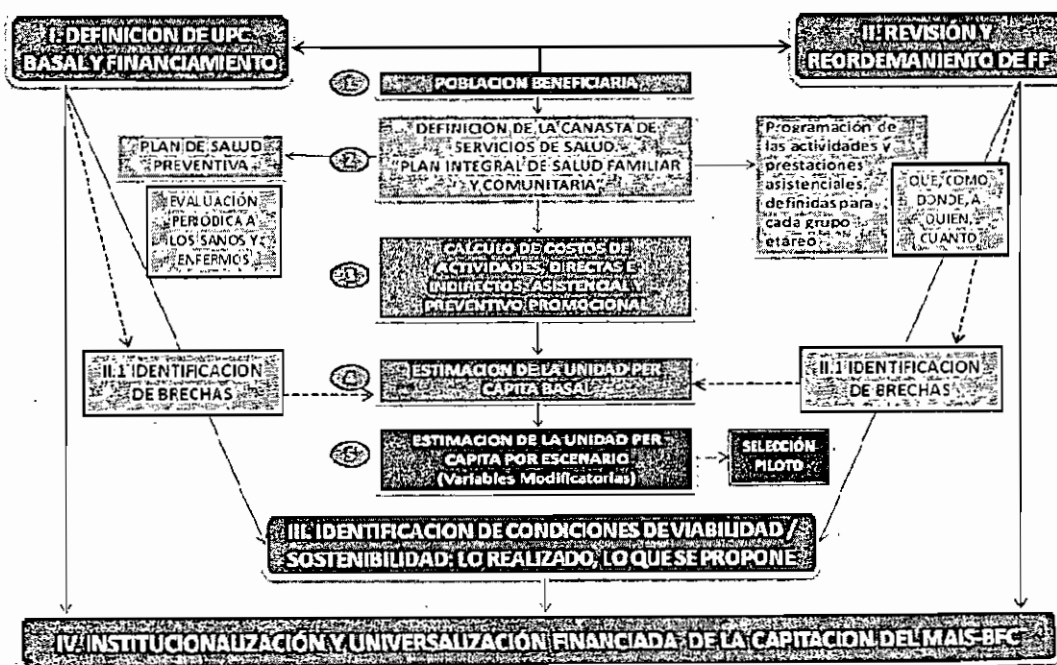 I. DEFINICION DE UPC
BASAL Y FINANCIAMIENTO
II. REVISIÓN Y
REORDEMANIENTO DE FF
1
POBLACION BENEFICIARIA
2
DEFINICION DE LA CANASTA DE
SERVICIOS DE SALUD.
"PLAN INTEGRAL DE SALUD FAMILIAR
Y COMUNITARIA"
PLAN DE SALUD
PREVENTIVA
EVALUACIÓN
PERIÓDICA A
LOS SANOS Y
ENFERMOS
Programación de
las actividades y
prestaciones
asistenciales,
definidas para
cada grupo
etáreo
QUE, COMO
DONDE, A
QUIEN,
CUANTO
3
CALCULO DE COSTOS DE
ACTIVIDADES, DIRECTAS E
INDIRECTOS, ASISTENCIAL Y
PREVENTIVO PROMOCIONAL
II.1 IDENTIFICACION
DE BRECHAS
4
ESTIMACION DE LA UNIDAD PER
CAPITA BASAL
II.1 IDENTIFICACION
DE BRECHAS
5
ESTIMACION DE LA UNIDAD PER
CAPITA POR ESCENARIO
(Variables Modificatorias)
SELECCIÓN
PILOTO
III. IDENTIFICACION DE CONDICIONES DE VIABILIDAD /
SOSTENIBILIDAD: LO REALIZADO, LO QUE SE PROPONE
IV. INSTITUCIONALIZACIÓN Y UNIVERSALIZACIÓN FINANCIADA DE LA CAPITACION DEL MAIS-BFC